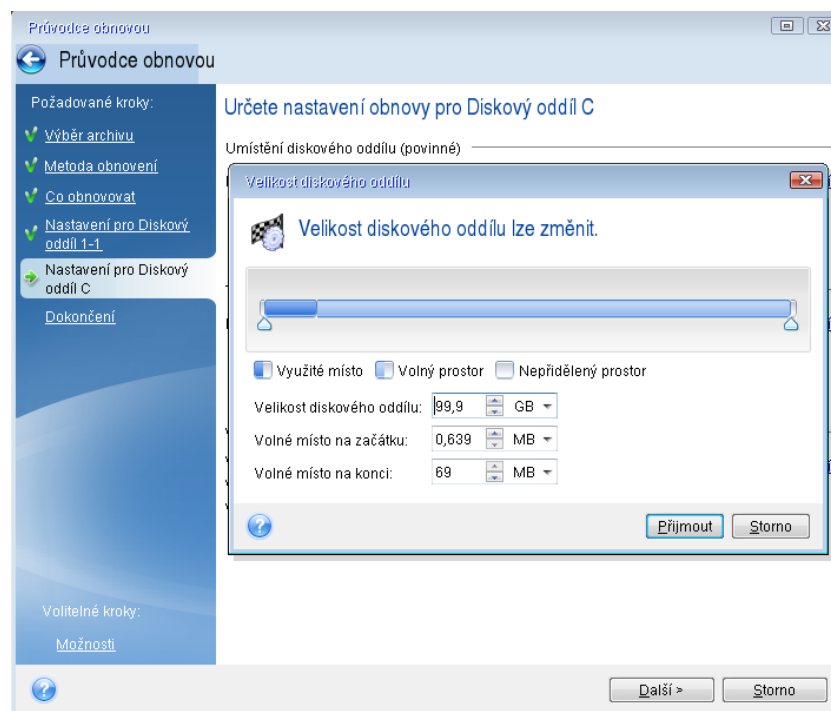 Průvodce obnovou
Průvodce obnovou
Požadované kroky:
Výběr archivu
Metoda obnovení
Co obnovovat
Nastavení pro Diskový
oddíl 1-1
Nastavení pro Diskový
oddíl C
Dokončení
Volitelné kroky:
Možnosti
Určete nastavení obnovy pro Diskový oddíl C
Umístění diskového oddílu (povinné)
Velikost diskového oddílu
Velikost diskového oddílu lze změnit.
Využité místo Volný prostor Nepřidělený prostor
Velikost diskového oddílu: 99,9 GB
Volné místo na začátku: 0,639 MB
Volné místo na konci: 69 MB
Přijmout Storno
Další > Storno